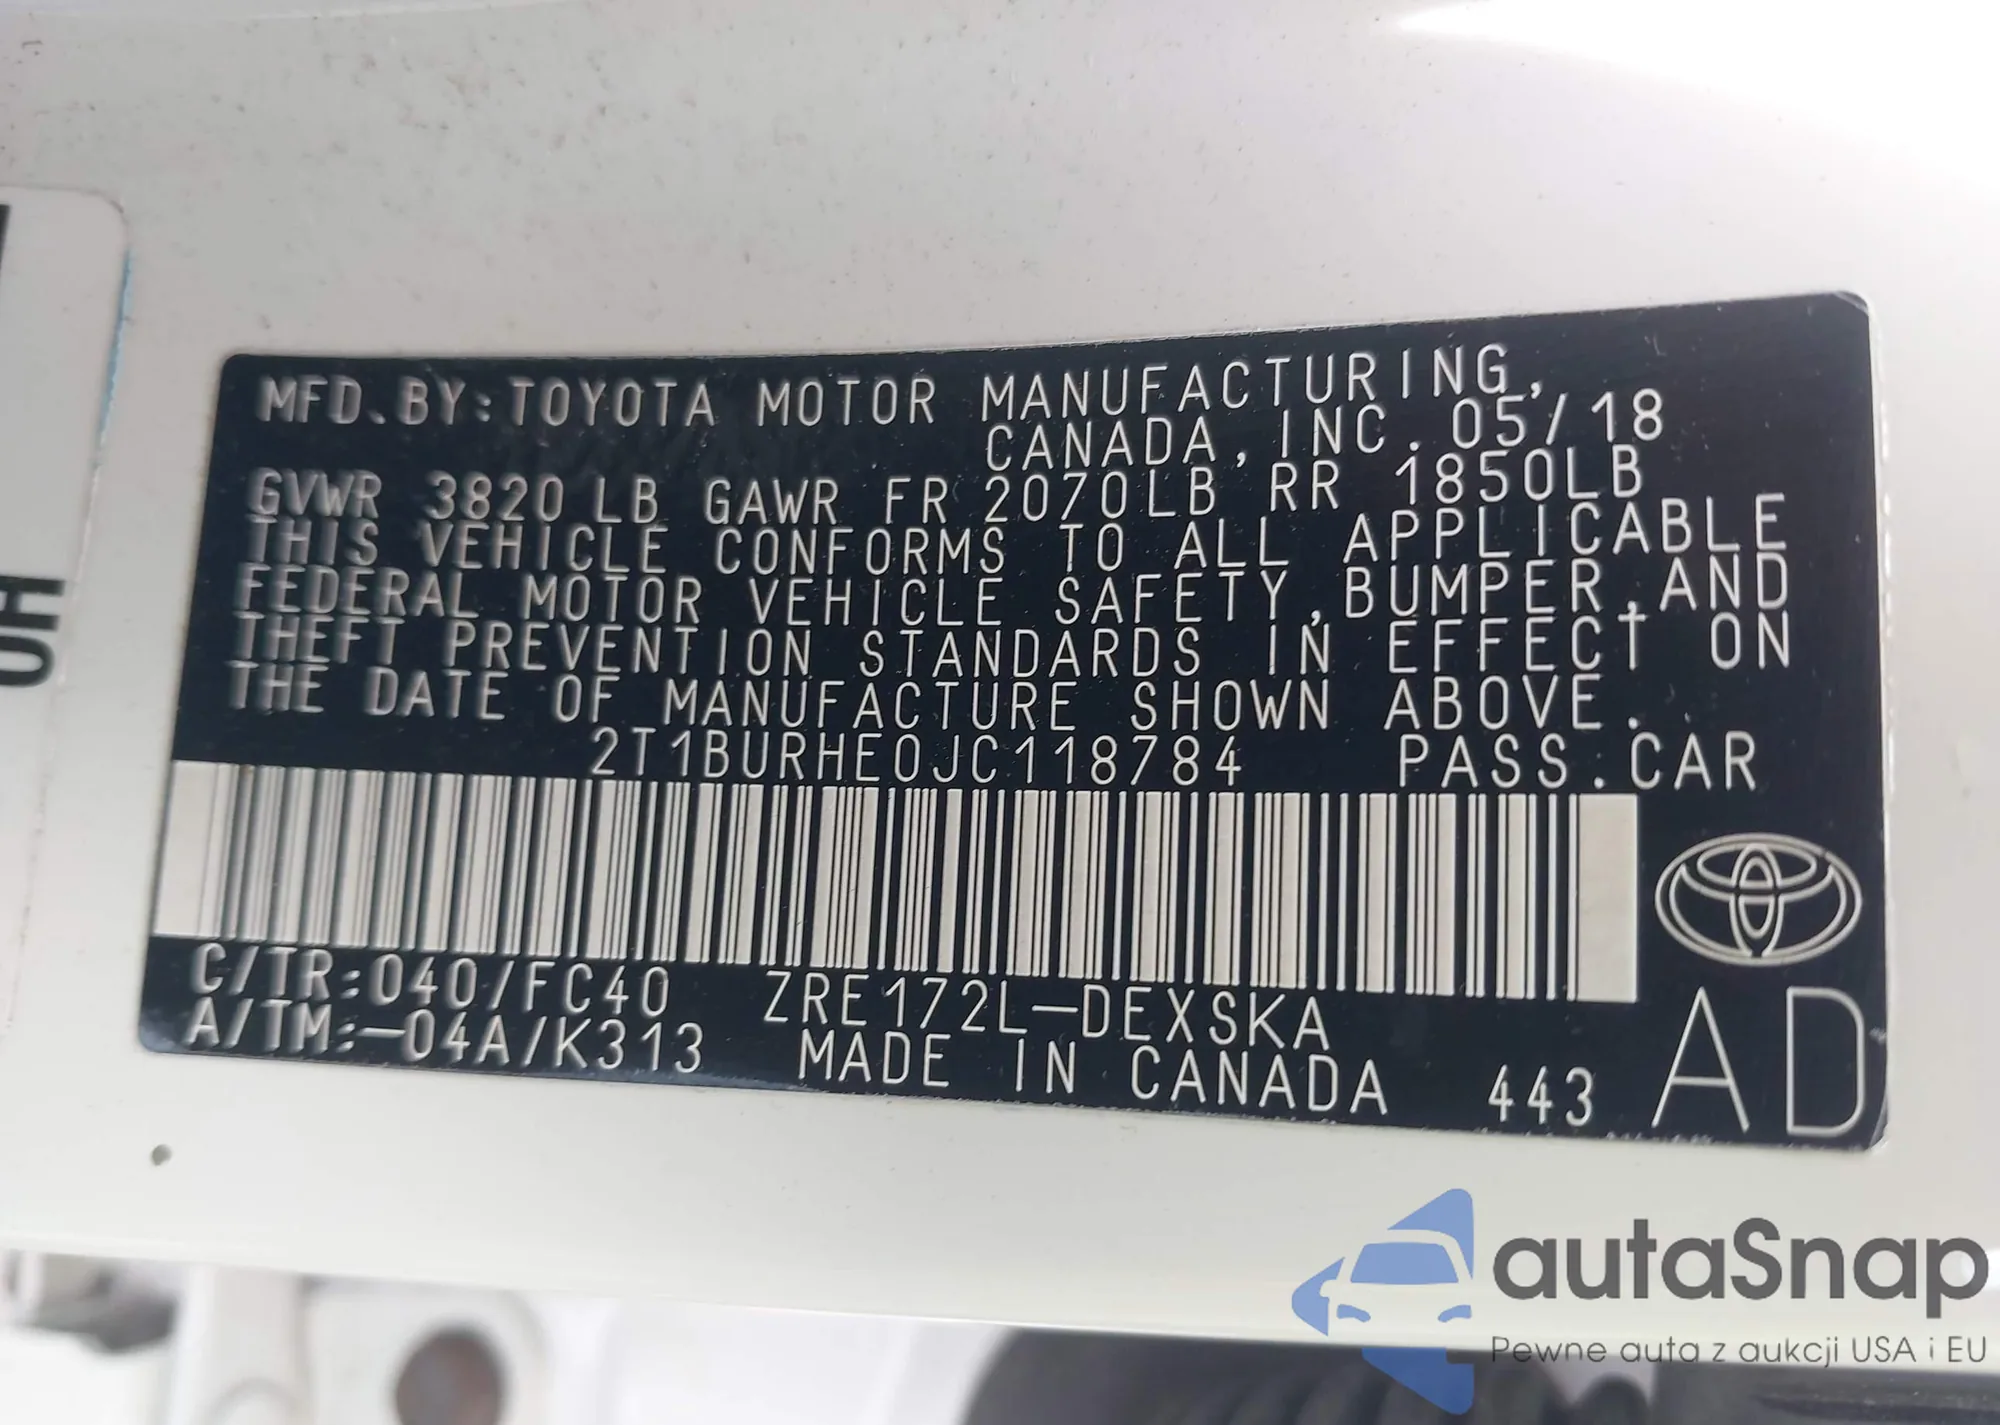 MFD. BY: TOYOTA MOTOR MANUFACTURING,
CANADA, INC. 05/18
GVWR 3820 LB GAWR FR 2070LB RR 1850LB
THIS VEHICLE CONFORMS TO ALL APPLICABLE
FEDERAL MOTOR VEHICLE SAFETY, BUMPER, AND
THEFT PREVENTION STANDARDS IN EFFECT ON
THE DATE OF MANUFACTURE SHOWN ABOVE.
2T1BURHE0JC118784 PASS. CAR
C/TR: 040/FC40 ZRE172L-DEXSKA
A/TM: -04A/K313 MADE IN CANADA 443 AD
autaSnap
Pewne auta z aukcji USA i EU